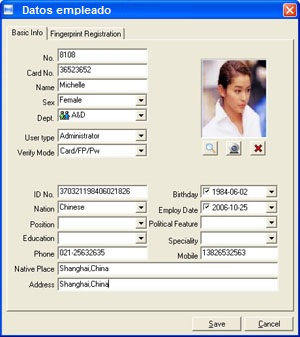 Datos empleado
Basic Info Fingerprint Registration
No. 8108
Card No. 36523652
Name Michelle
Sex Female
Dept. A&D
User type Administrator
Verify Mode Card/FP/Pw
ID No. 370321198406021826 Birthday 1984-06-02
Nation Chinese Employ Date 2006-10-25
Position Political Feature
Education Speciality
Phone 021-25632635 Mobile 13826532563
Native Place Shanghai,China
Address Shanghai,China
Save Cancel